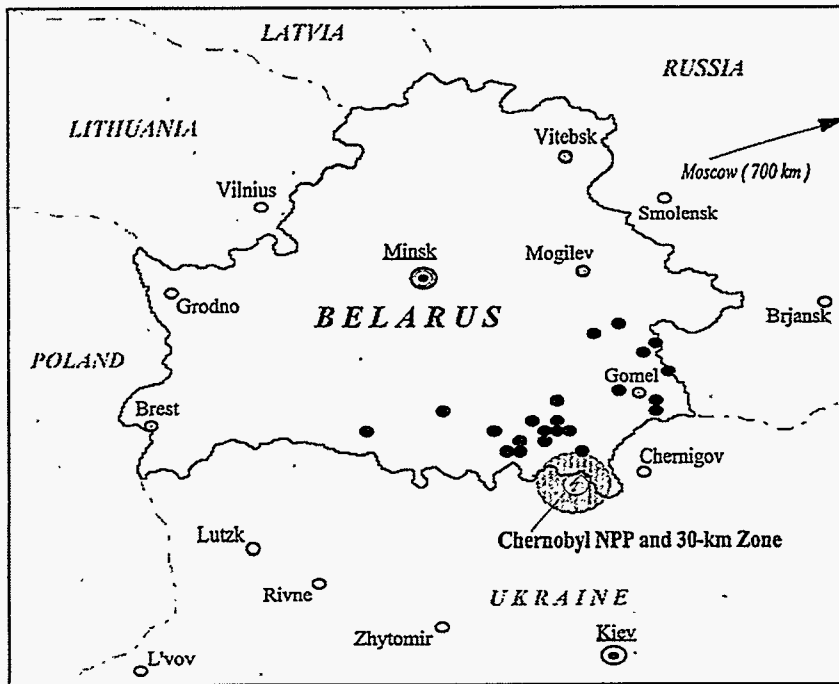 LATVIA
RUSSIA
LITHUANIA
Vitebsk
Moscow (700 km)
Vilnius
Smolensk
Minsk
Mogilev
Grodno
BELARUS
Brjansk
POLAND
Gomel
Brest
Chernigov
Lutzk
Chernobyl NPP and 30-km Zone
Rivne
UKRAINE
Zhytomir
Kiev
L'vov